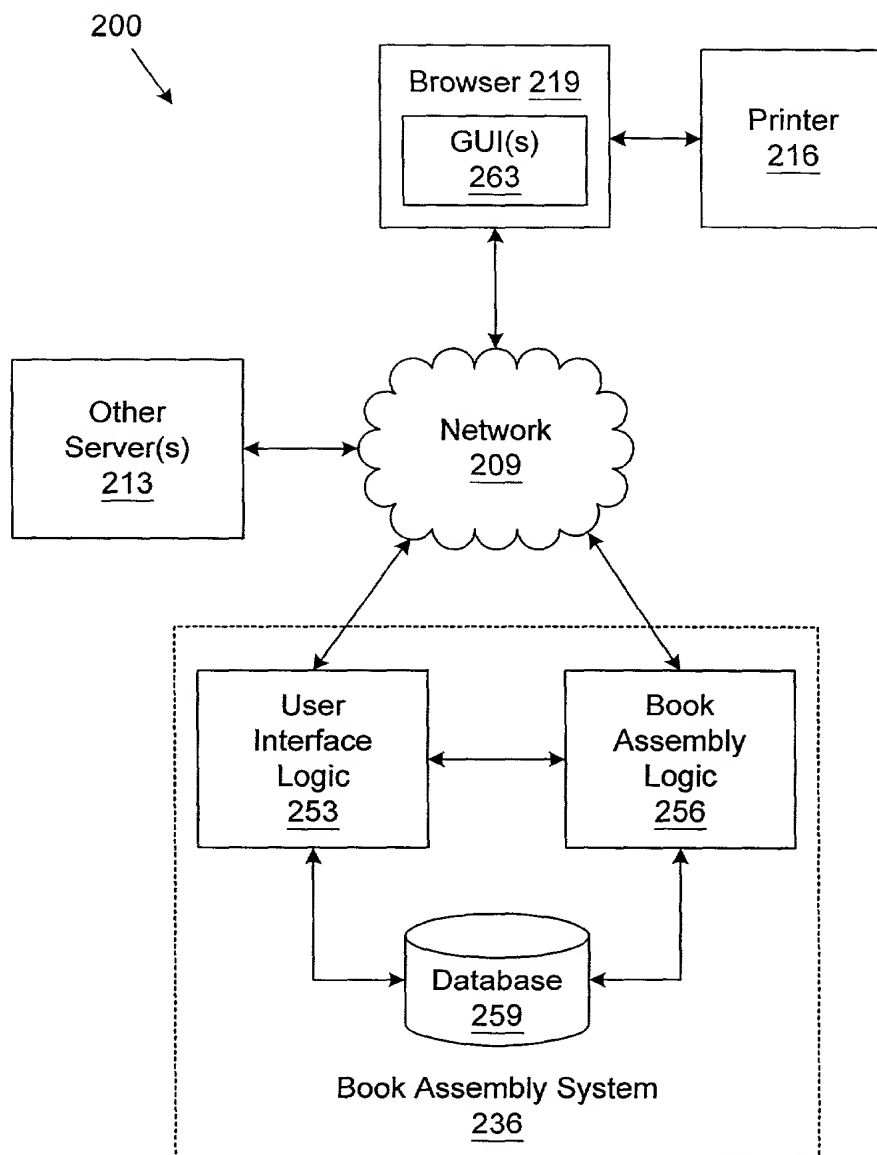 200
Browser 219
GUI(s)
263
Printer
216
Other
Server(s)
213
Network
209
User
Interface
Logic
253
Book
Assembly
Logic
256
Database
259
Book Assembly System
236